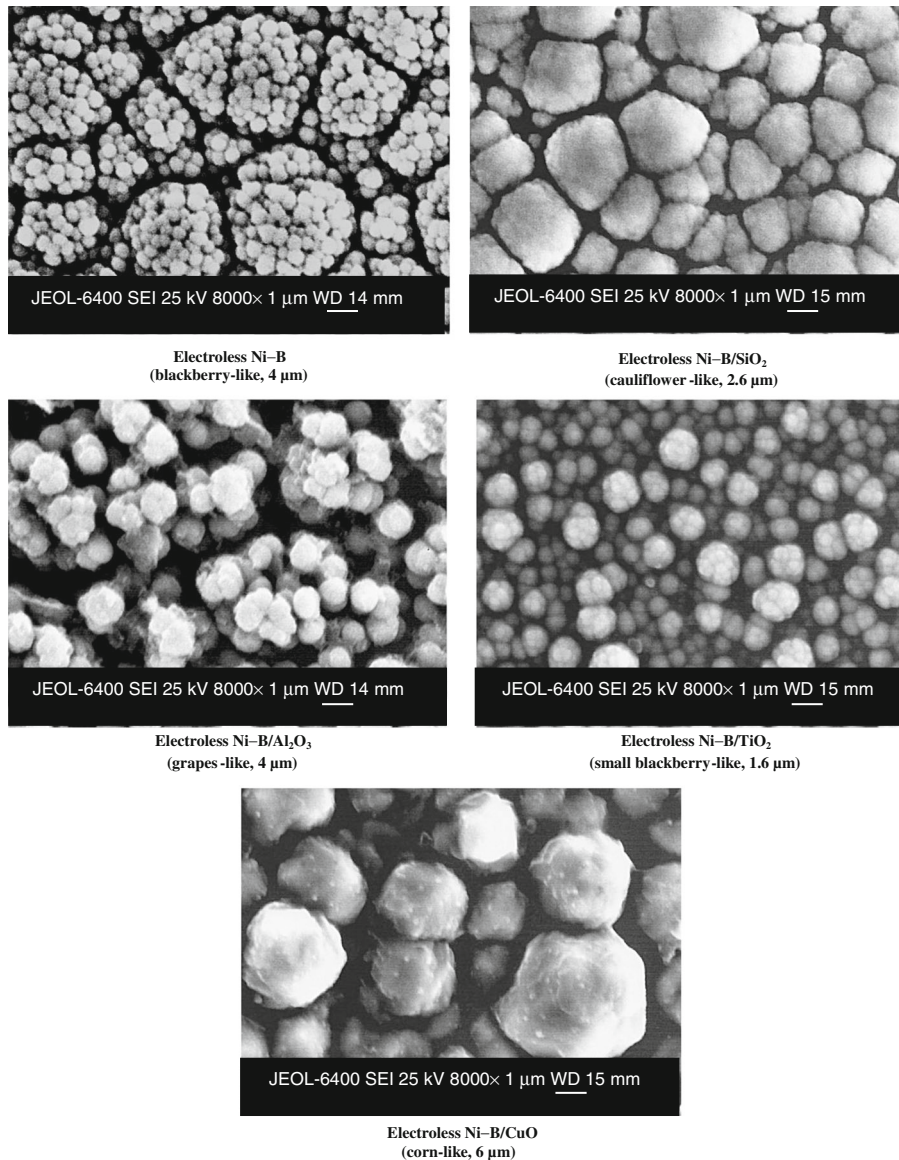 JEOL-6400 SEI 25 kV 8000× 1 µm WD 14 mm
Electroless Ni–B
(blackberry-like, 4 µm)
JEOL-6400 SEI 25 kV 8000× 1 µm WD 15 mm
Electroless Ni–B/SiO₂
(cauliflower-like, 2.6 µm)
JEOL-6400 SEI 25 kV 8000× 1 µm WD 14 mm
Electroless Ni–B/Al₂O₃
(grapes-like, 4 µm)
JEOL-6400 SEI 25 kV 8000× 1 µm WD 15 mm
Electroless Ni–B/TiO₂
(small blackberry-like, 1.6 µm)
JEOL-6400 SEI 25 kV 8000× 1 µm WD 15 mm
Electroless Ni–B/CuO
(corn-like, 6 µm)